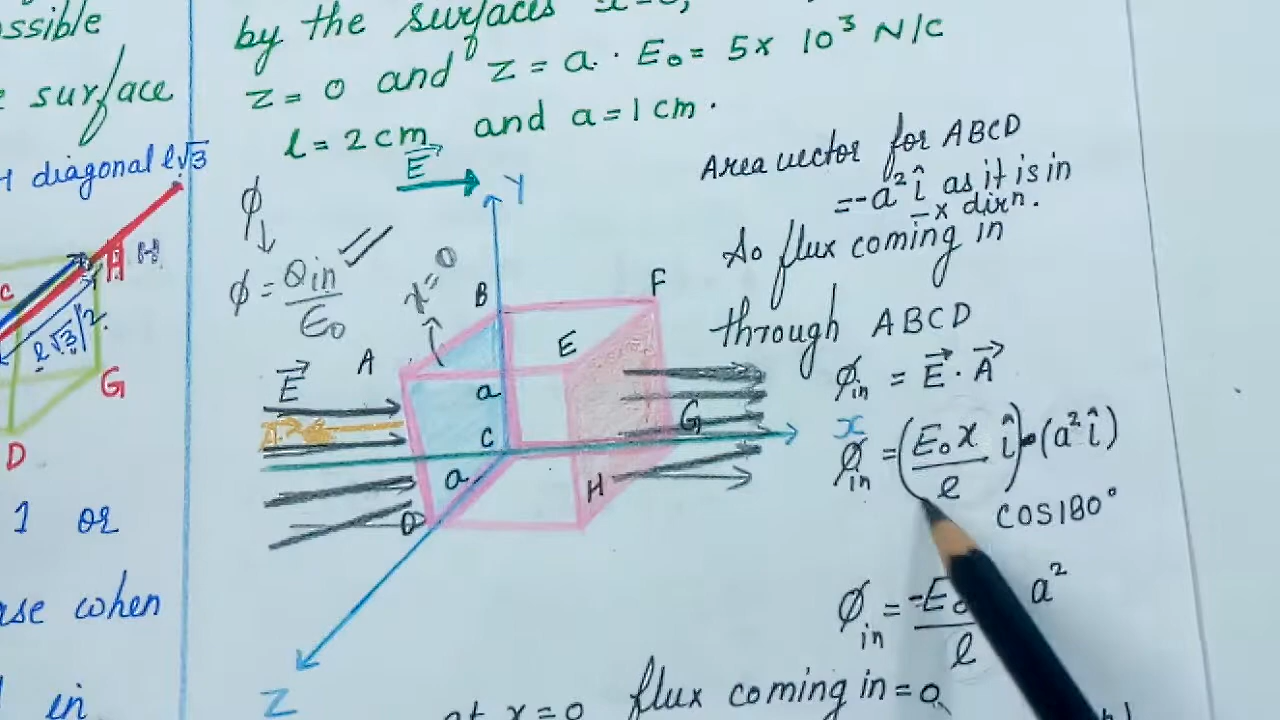 ssible
surface
diagonal l√3
H
H
C
l√3/2
G
D
1 or
ase when
in
by the surfaces
z = 0 and z = a. E₀ = 5 x 10³ N/C
l = 2 cm and a = 1 cm.
E
Y
ϕ
ϕ = Qin/ϵ₀
x=0
B
F
A
E
E
a
C
G
a
H
D
Z
Area vector for ABCD
= -a² î as it is in
-x dirⁿ.
So flux coming in
through ABCD
ϕin = E · A
x
ϕin = (E₀x/l î)·(a² î)
cos180°
ϕin = -E₀ a²
l
at x=0 flux coming in = 0